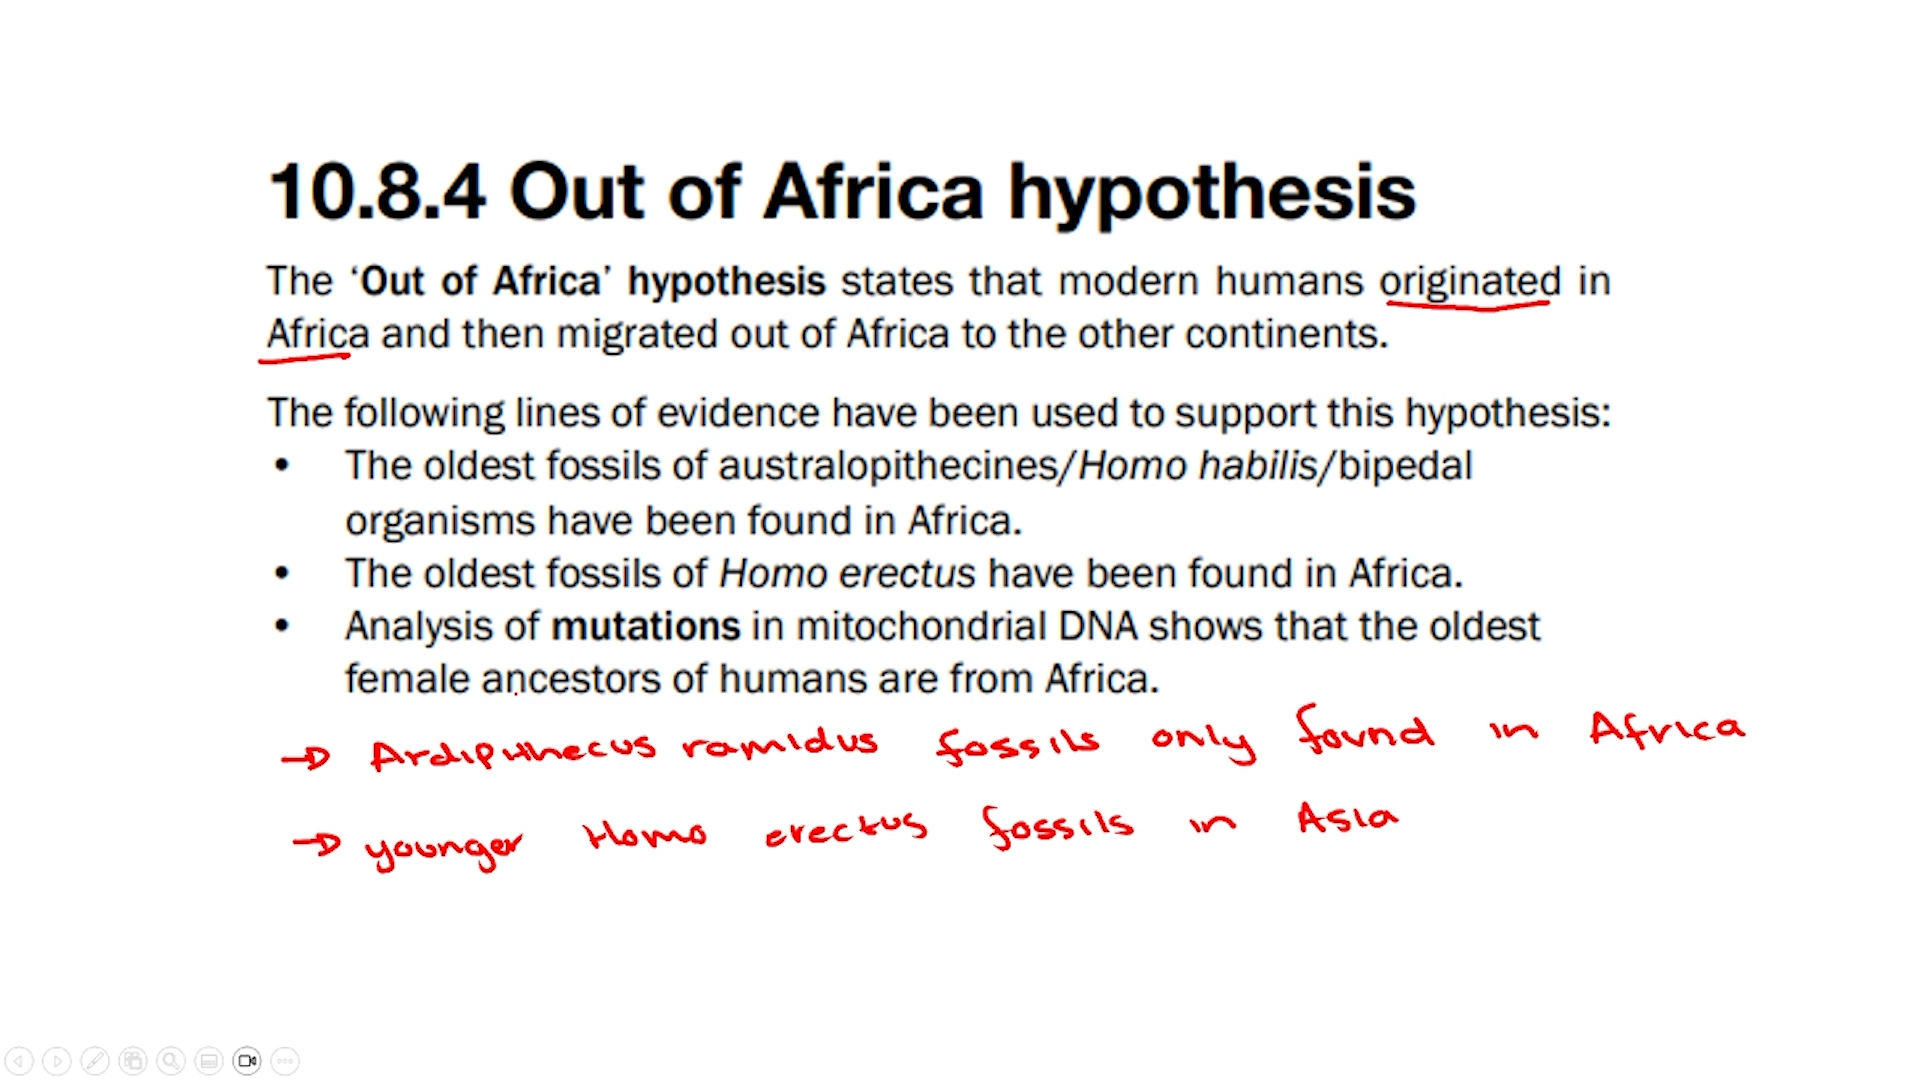 10.8.4 Out of Africa hypothesis
The ‘Out of Africa’ hypothesis states that modern humans originated in
Africa and then migrated out of Africa to the other continents.
The following lines of evidence have been used to support this hypothesis:
• The oldest fossils of australopithecines/Homo habilis/bipedal
organisms have been found in Africa.
• The oldest fossils of Homo erectus have been found in Africa.
• Analysis of mutations in mitochondrial DNA shows that the oldest
female ancestors of humans are from Africa.
→ Ardipithecus ramidus fossils only found in Africa
→ younger Homo erectus fossils in Asia